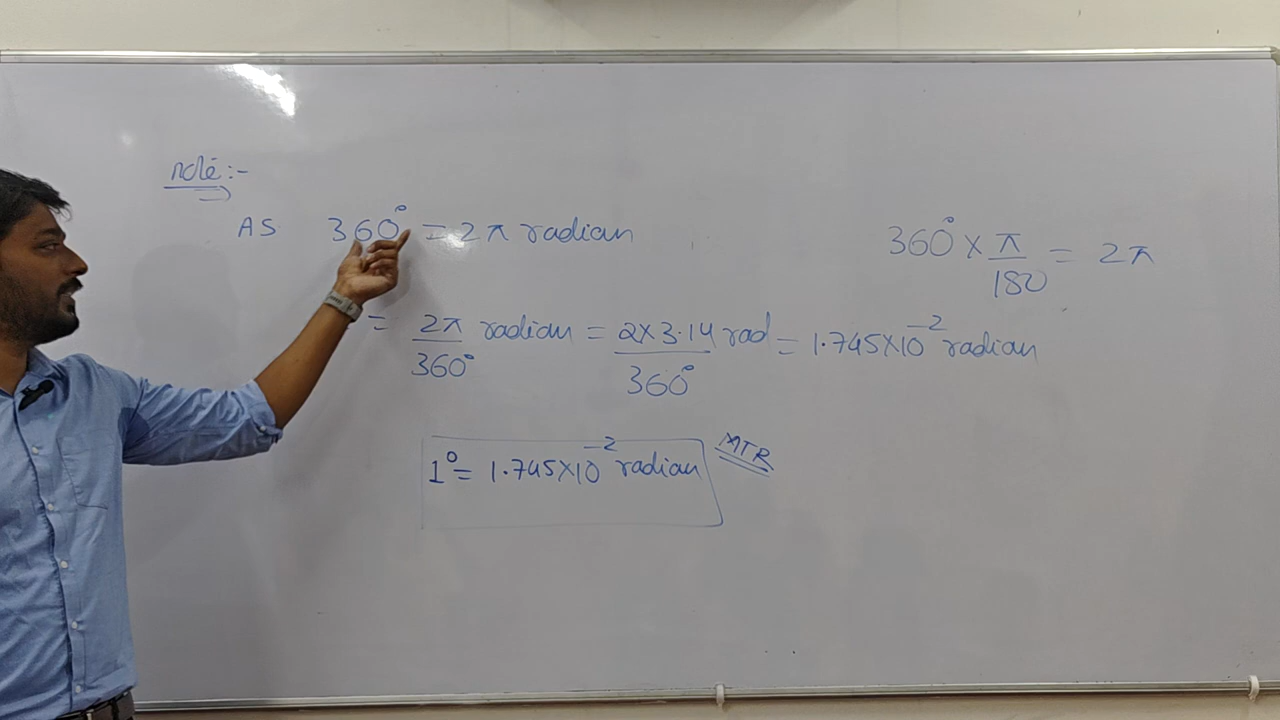 note:-
AS 360° = 2π radian
360° × π/180 = 2π
= 2π/360° radian = 2×3.14/360° rad = 1.745×10⁻² radian
1° = 1.745×10⁻² radian
MTR